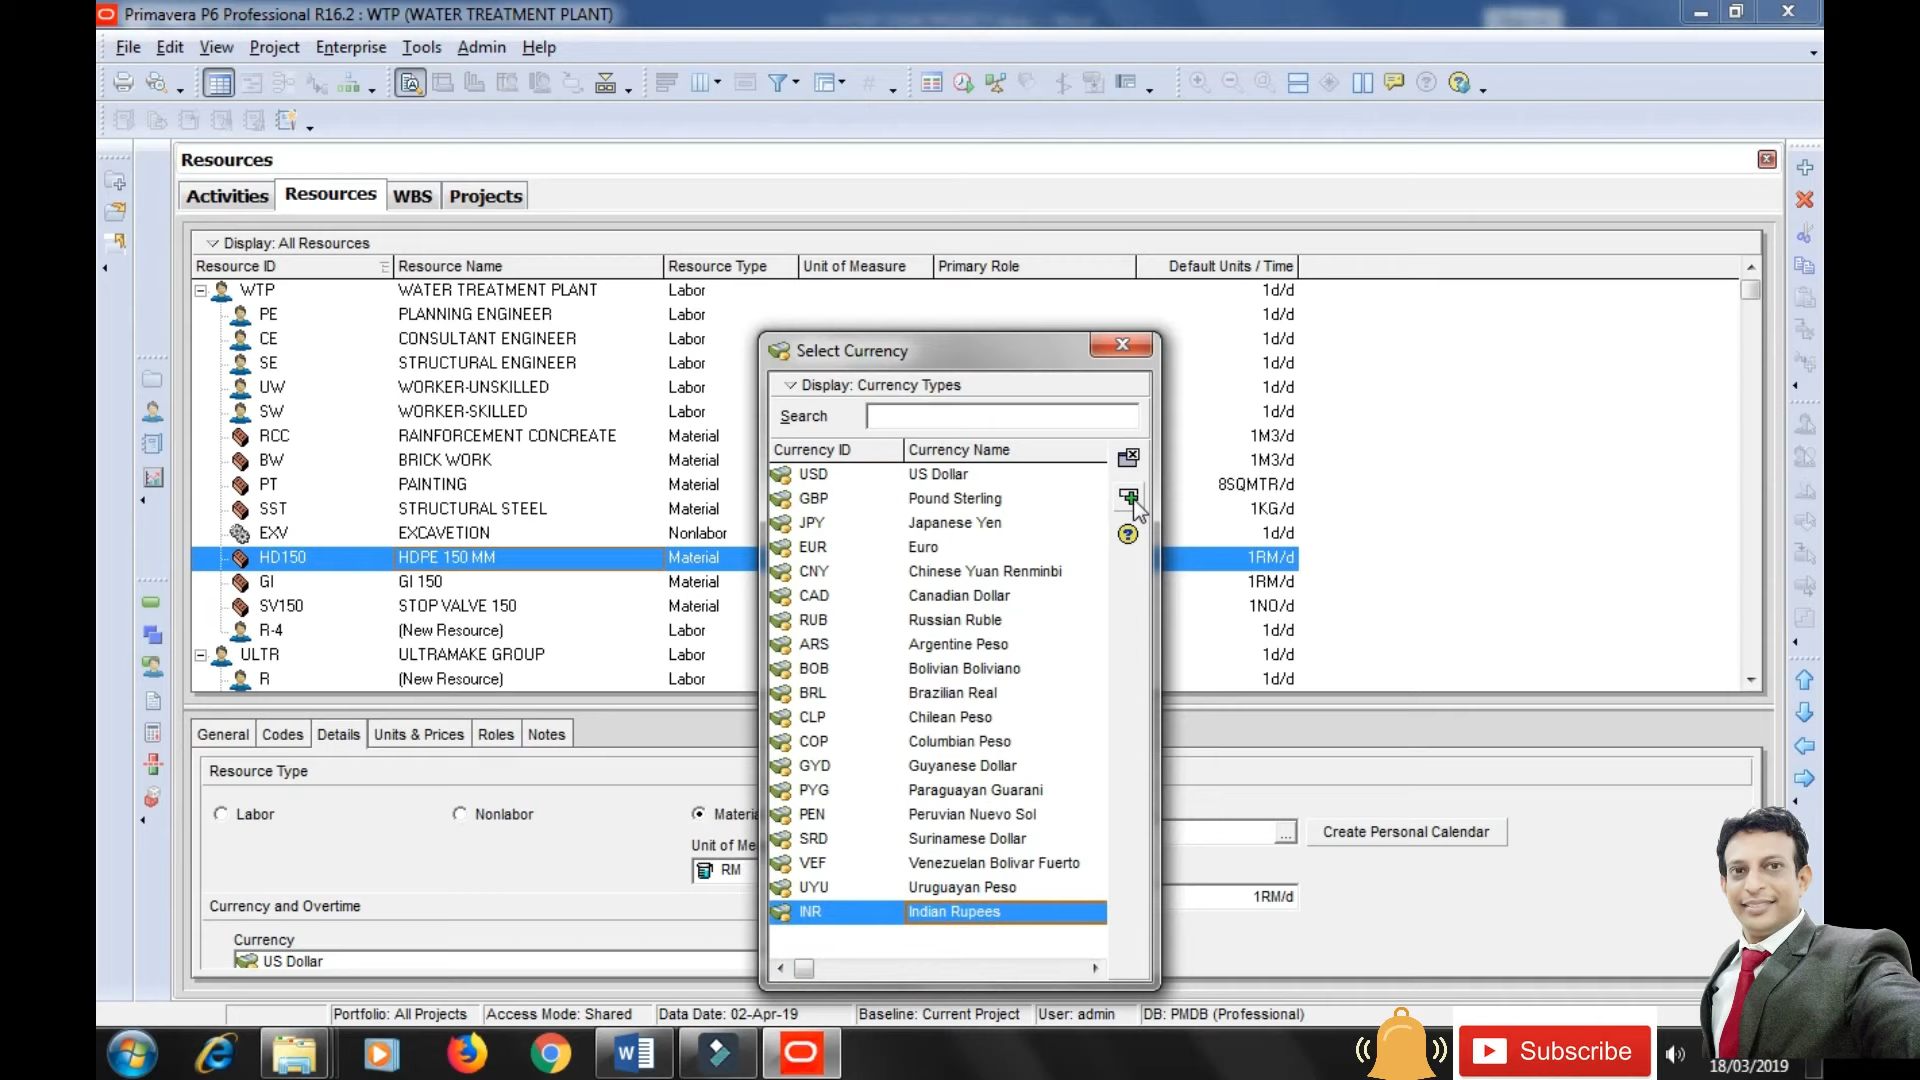 Primavera P6 Professional R16.2 : WTP (WATER TREATMENT PLANT)
File Edit View Project Enterprise Tools Admin Help
Resources
Activities Resources WBS Projects
Display: All Resources
Resource ID Resource Name Resource Type Unit of Measure Primary Role Default Units / Time
WTP WATER TREATMENT PLANT Labor 1d/d
PE PLANNING ENGINEER Labor 1d/d
CE CONSULTANT ENGINEER Labor 1d/d
SE STRUCTURAL ENGINEER Labor 1d/d
UW WORKER-UNSKILLED Labor 1d/d
SW WORKER-SKILLED Labor 1d/d
RCC RAINFORCEMENT CONCREATE Material 1M3/d
BW BRICK WORK Material 1M3/d
PT PAINTING Material 8SQMTR/d
SST STRUCTURAL STEEL Material 1KG/d
EXV EXCAVETION Nonlabor 1d/d
HD150 HDPE 150 MM Material 1RM/d
GI GI 150 Material 1RM/d
SV150 STOP VALVE 150 Material 1NO/d
R-4 (New Resource) Labor 1d/d
ULTR ULTRAMAKE GROUP Labor 1d/d
R (New Resource) Labor 1d/d
Select Currency
Display: Currency Types
Search
Currency ID Currency Name
USD US Dollar
GBP Pound Sterling
JPY Japanese Yen
EUR Euro
CNY Chinese Yuan Renminbi
CAD Canadian Dollar
RUB Russian Ruble
ARS Argentine Peso
BOB Bolivian Boliviano
BRL Brazilian Real
CLP Chilean Peso
COP Columbian Peso
GYD Guyanese Dollar
PYG Paraguayan Guarani
PEN Peruvian Nuevo Sol
SRD Surinamese Dollar
VEF Venezuelan Bolivar Fuerto
UYU Uruguayan Peso
INR Indian Rupees
General Codes Details Units & Prices Roles Notes
Resource Type
Labor Nonlabor Materia
Create Personal Calendar
Unit of Me
RM
1RM/d
Currency and Overtime
Currency
US Dollar
Portfolio: All Projects Access Mode: Shared Data Date: 02-Apr-19 Baseline: Current Project User: admin DB: PMDB (Professional)
Subscribe
18/03/2019